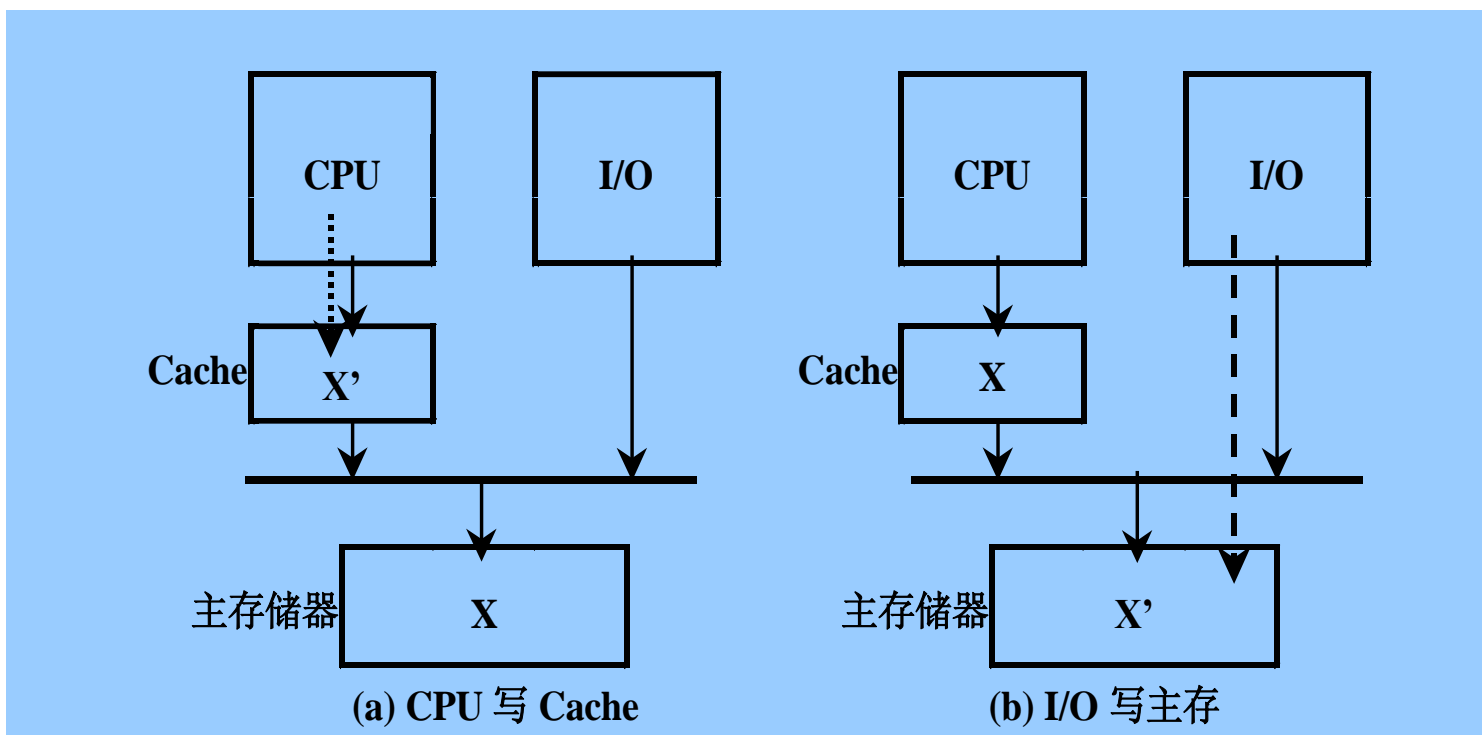 CPU I/O CPU I/O
Cache X’ Cache X
主存储器 X 主存储器 X’
(a) CPU 写 Cache (b) I/O 写主存